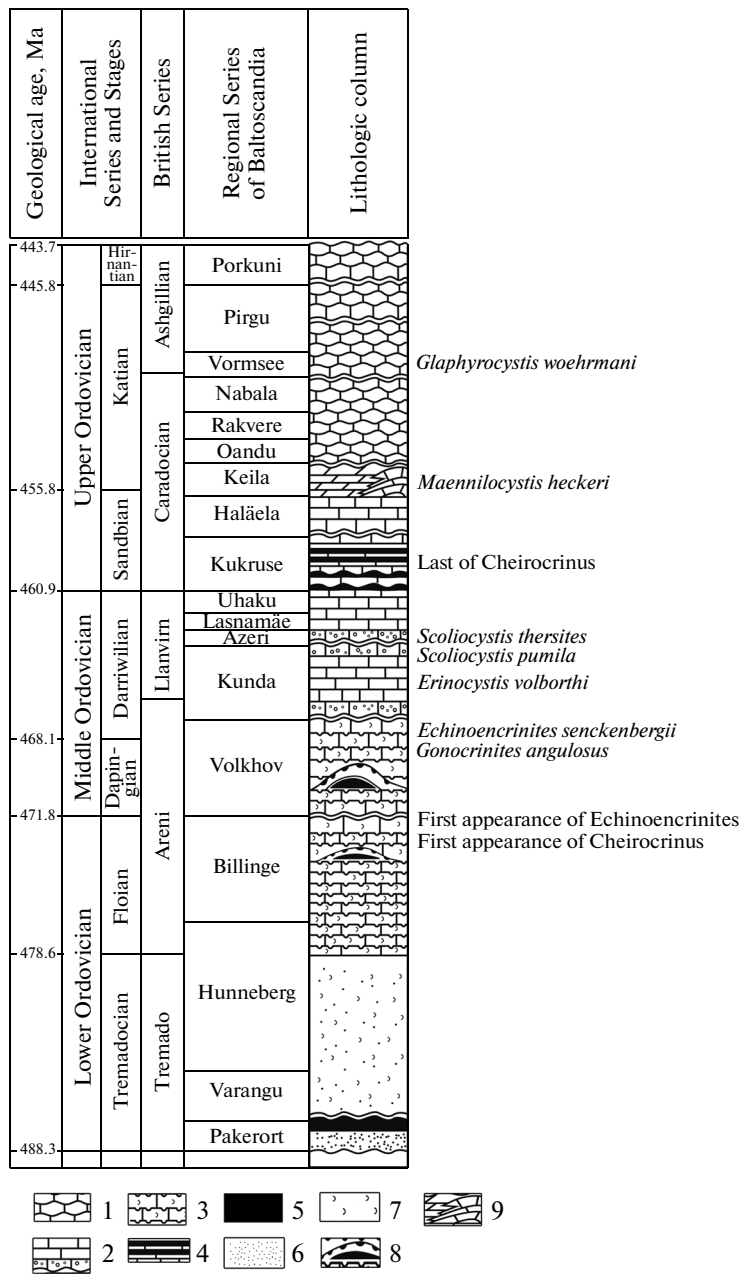 Geological age, Ma
International
Series and Stages
British Series
Regional Series
of Baltoscandia
Lithologic column
443.7
445.8
455.8
460.9
468.1
471.8
478.6
488.3
Upper Ordovician
Middle Ordovician
Lower Ordovician
Hir-
nan-
tian
Katian
Sandbian
Darriwilian
Dapin-
gian
Floian
Tremadocian
Ashgillian
Caradocian
Llanvirn
Areni
Tremado
Porkuni
Pirgu
Vormsee
Nabala
Rakvere
Oandu
Keila
Haläela
Kukruse
Uhaku
Lasnamäe
Azeri
Kunda
Volkhov
Billinge
Hunneberg
Varangu
Pakerort
Glaphyrocystis woehrmani
Maennilocystis heckeri
Last of Cheirocrinus
Scoliocystis thersites
Scoliocystis pumila
Erinocystis volborthi
Echinoencrinites senckenbergii
Gonocrinites angulosus
First appearance of Echinoencrinites
First appearance of Cheirocrinus
1 3 5 7 9
2 4 6 8